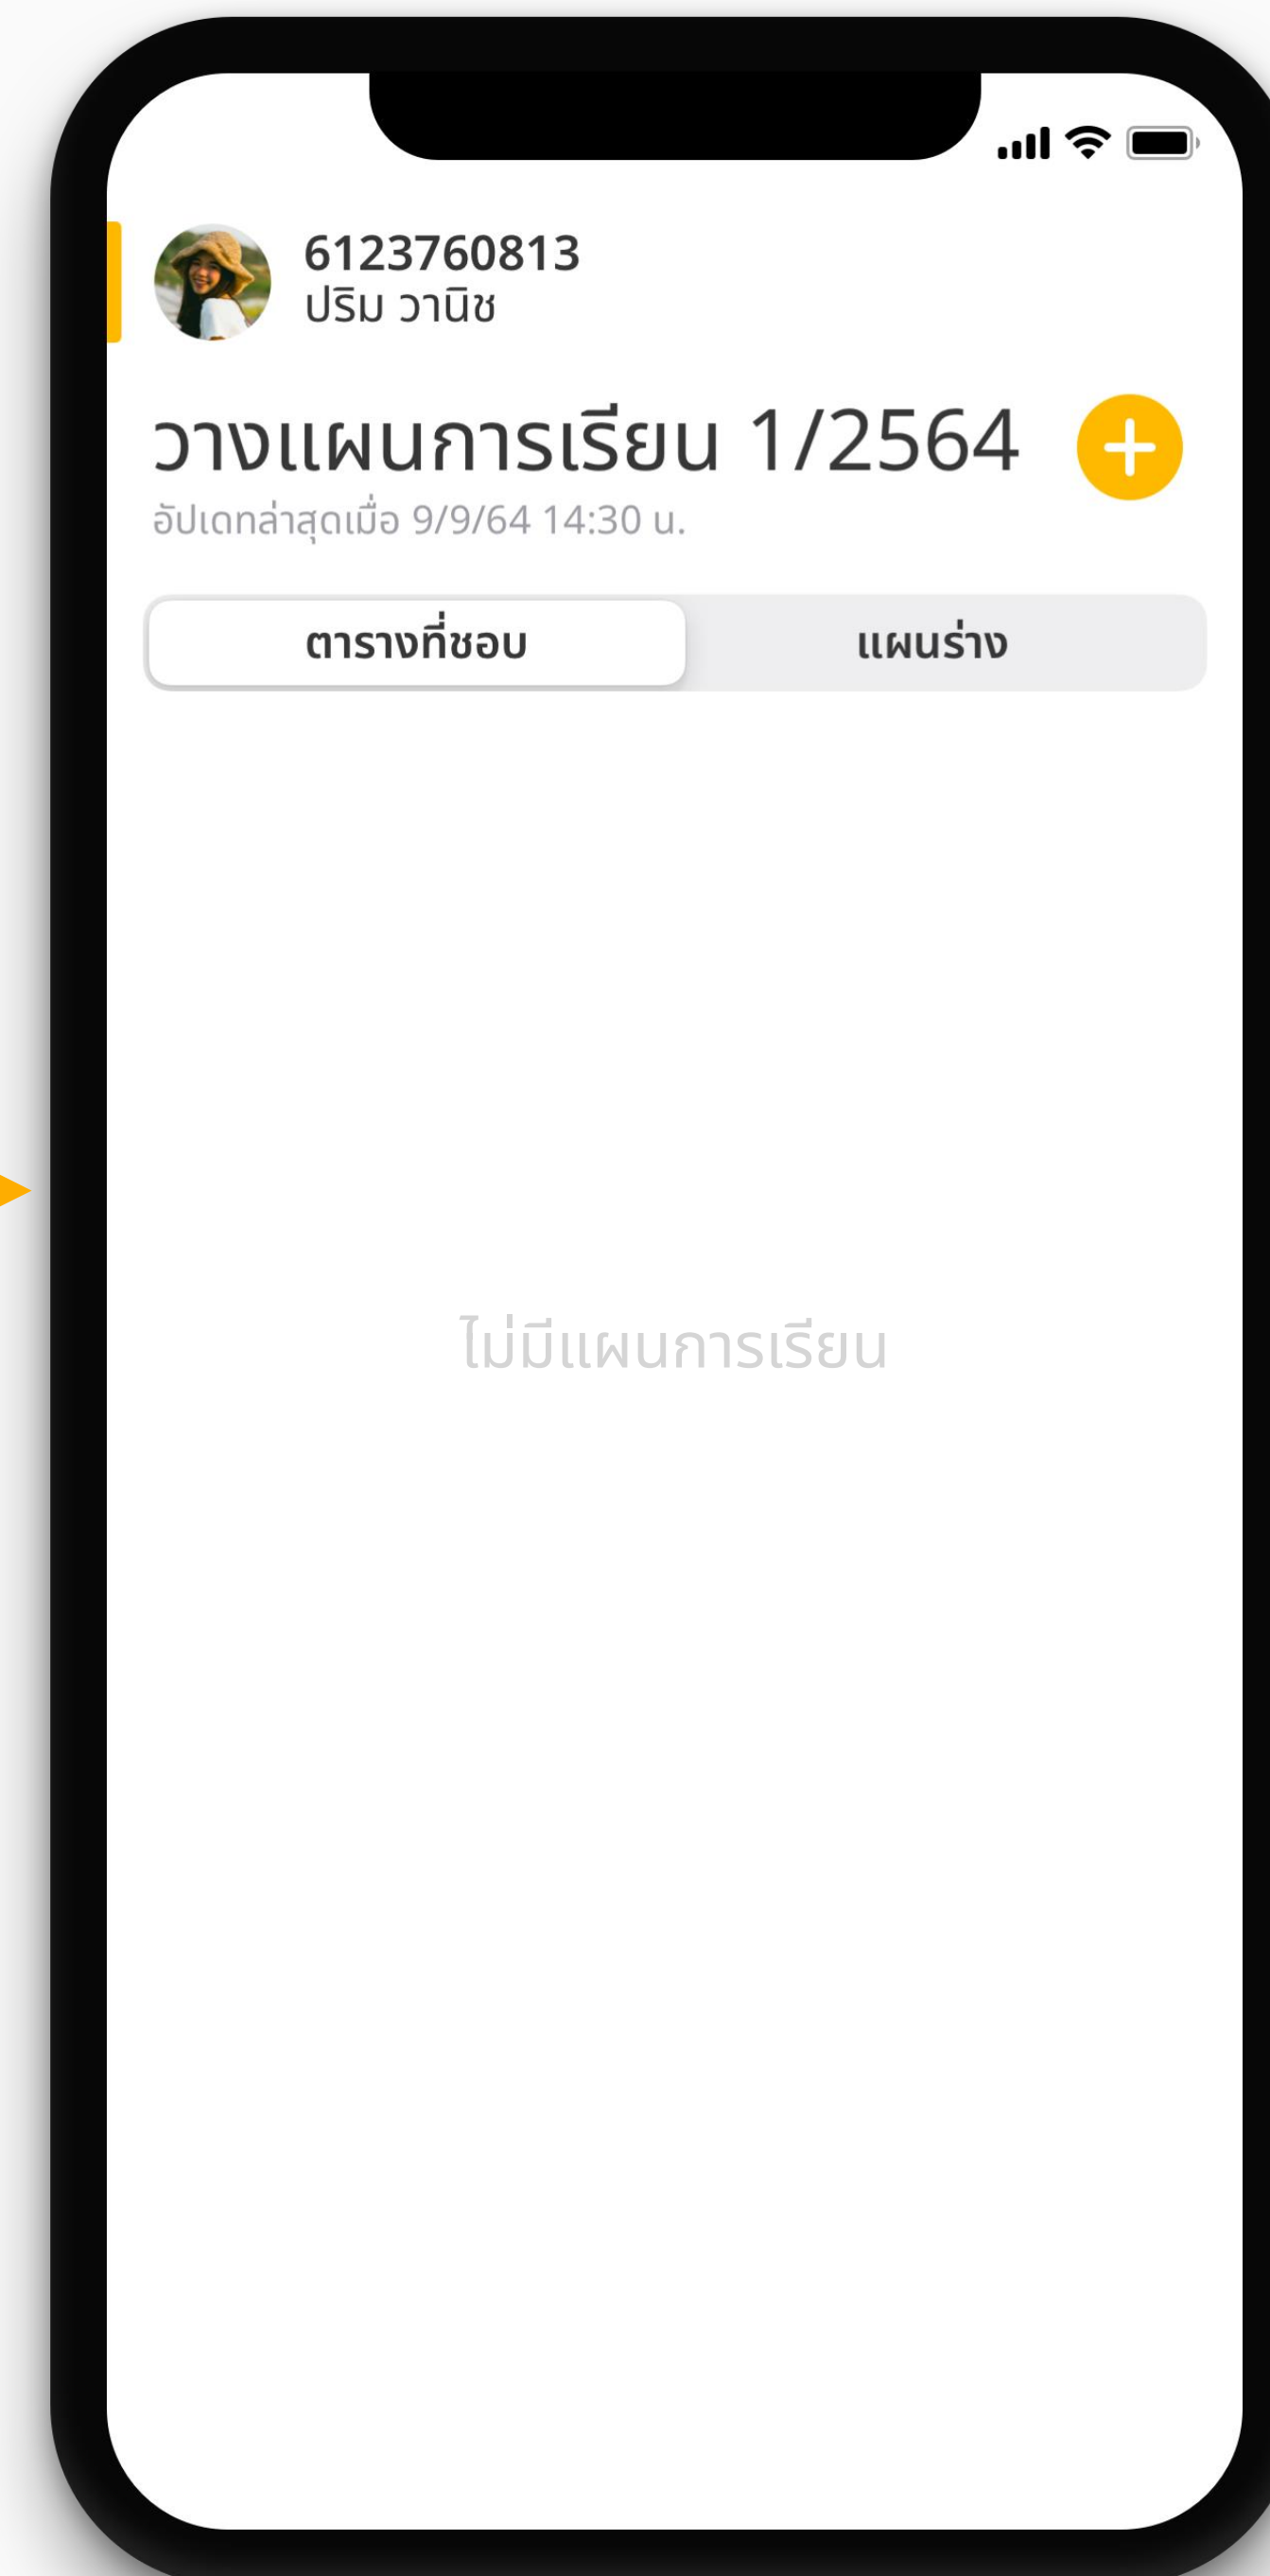 6123760813
ปริม วานิช
วางแผนการเรียน 1/2564
อัปเดทล่าสุดเมื่อ 9/9/64 14:30 น.
ตารางที่ชอบ
แผนร่าง
ไม่มีแผนการเรียน